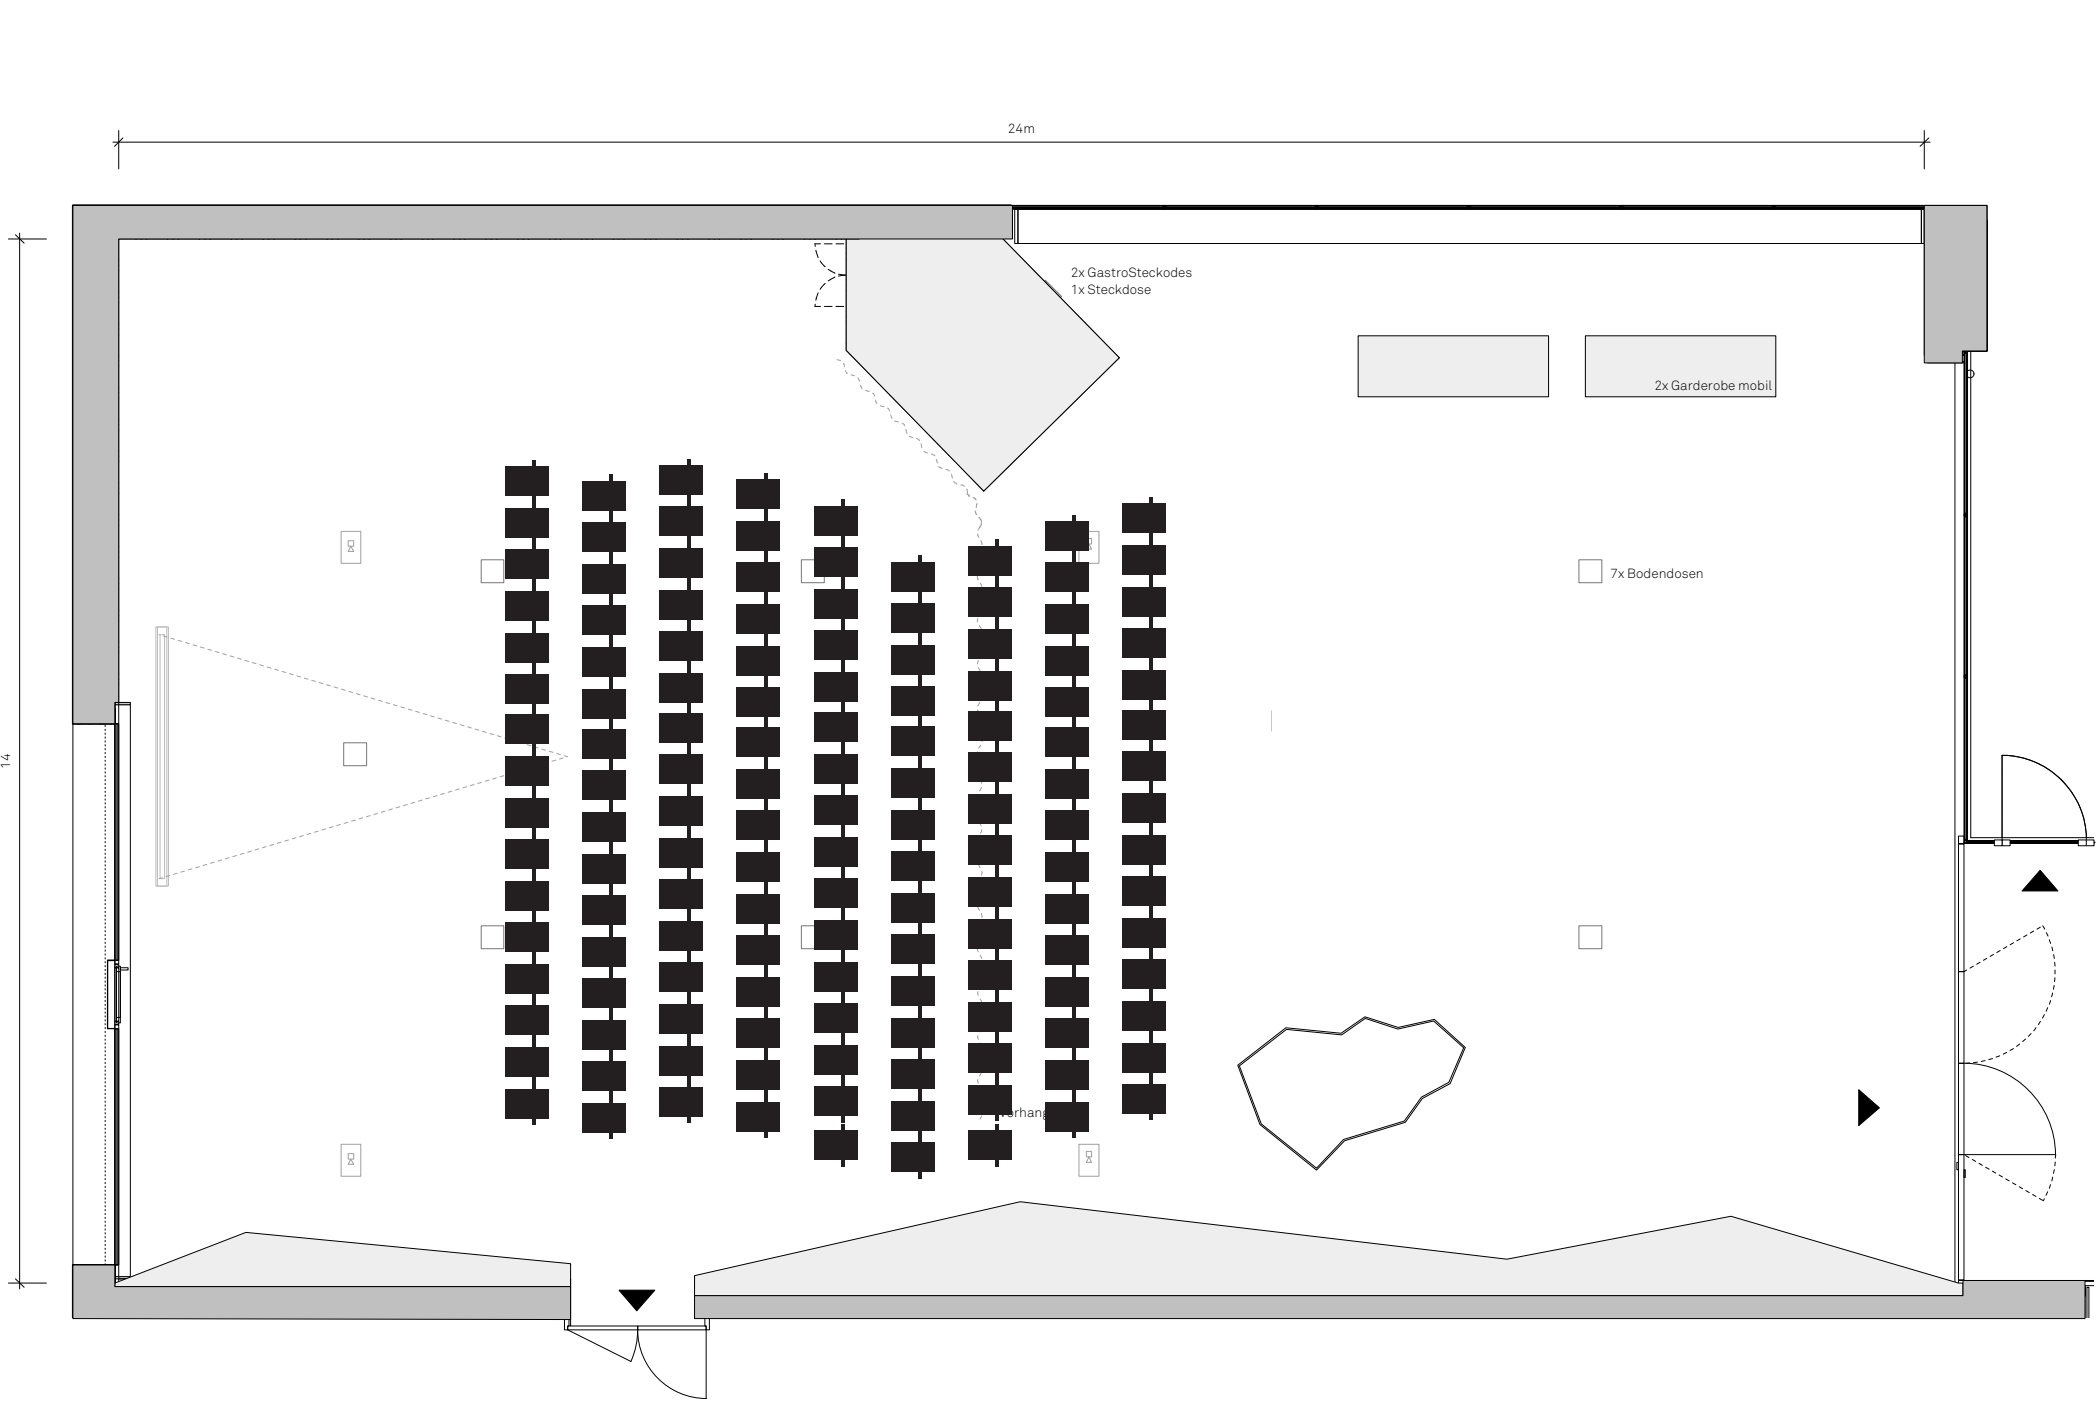 24m
2x GastroSteckodes
1x Steckdose
2x Garderobe mobil
7x Bodendosen
14